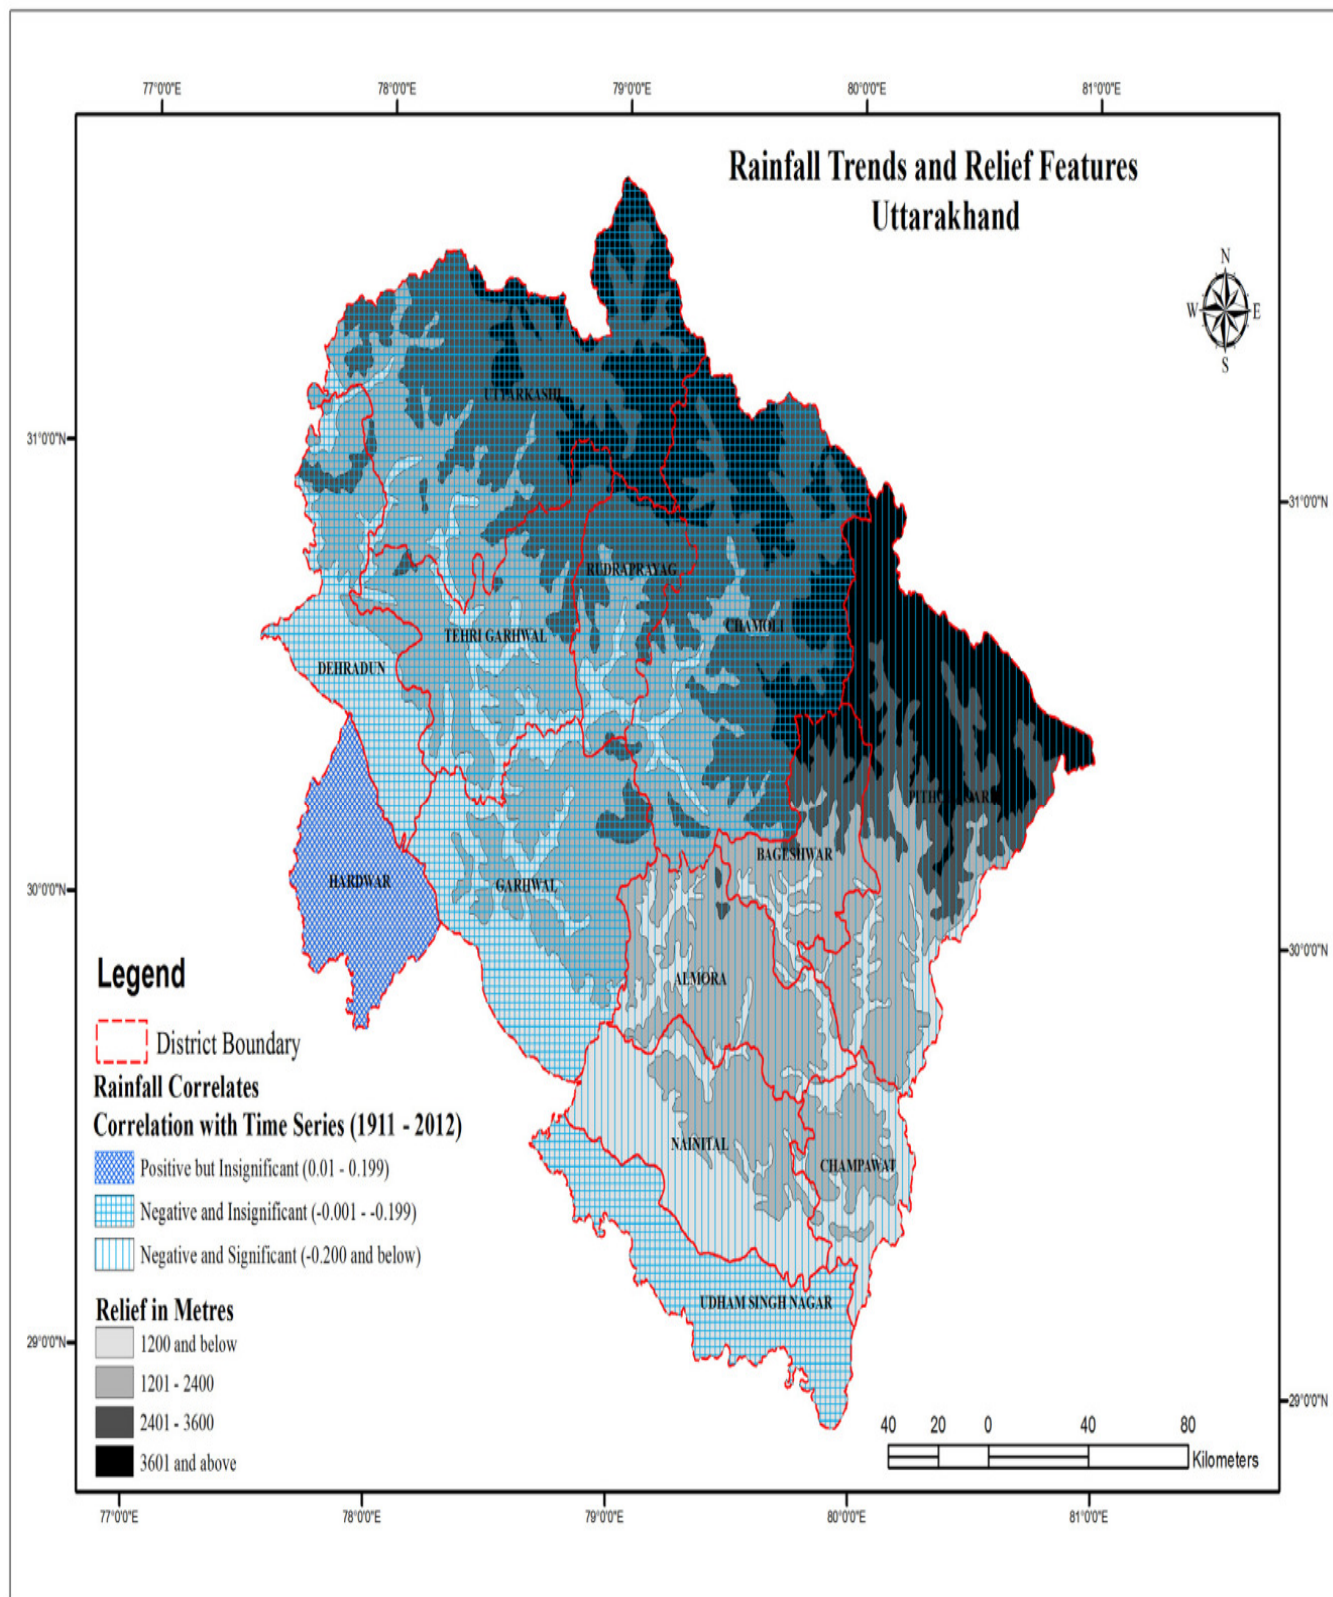 77°0'0"E 78°0'0"E 79°0'0"E 80°0'0"E 81°0'0"E
Rainfall Trends and Relief Features
Uttarakhand
N
W E
S
UTTARKASHI
31°0'0"N
31°0'0"N
RUDRAPRAYAG
CHAMOLI
TEHRI GARHWAL
DEHRADUN
BAGESHWAR
HARDWAR
GARHWAL
30°0'0"N
30°0'0"N
ALMORA
NAINITAL
CHAMPAWAT
UDHAM SINGH NAGAR
29°0'0"N
29°0'0"N
Legend
District Boundary
Rainfall Correlates
Correlation with Time Series (1911 - 2012)
Positive but Insignificant (0.01 - 0.199)
Negative and Insignificant (-0.001 - -0.199)
Negative and Significant (-0.200 and below)
Relief in Metres
1200 and below
1201 - 2400
2401 - 3600
3601 and above
40 20 0 40 80
Kilometers
77°0'0"E 78°0'0"E 79°0'0"E 80°0'0"E 81°0'0"E